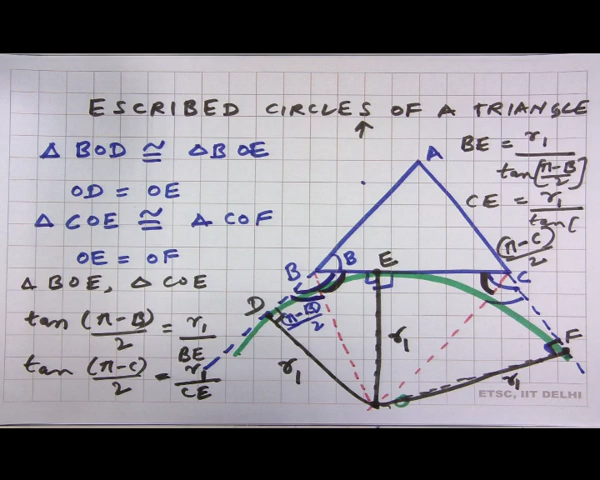 ESCRIBED CIRCLES OF A TRIANGLE
↑
Δ BOD ≅ Δ BOE
OD = OE
Δ COE ≅ Δ COF
OE = OF
Δ BOE, Δ COE
tan (π-B)/2 = r1/BE
tan (π-C)/2 = r1/CE
BE = r1/tan[π-B/2]
CE = r1/tan(
(π-C)/2
A
B
B
E
C
D
(π-B)/2
F
r1
r1
r1
ETSC, IIT DELHI